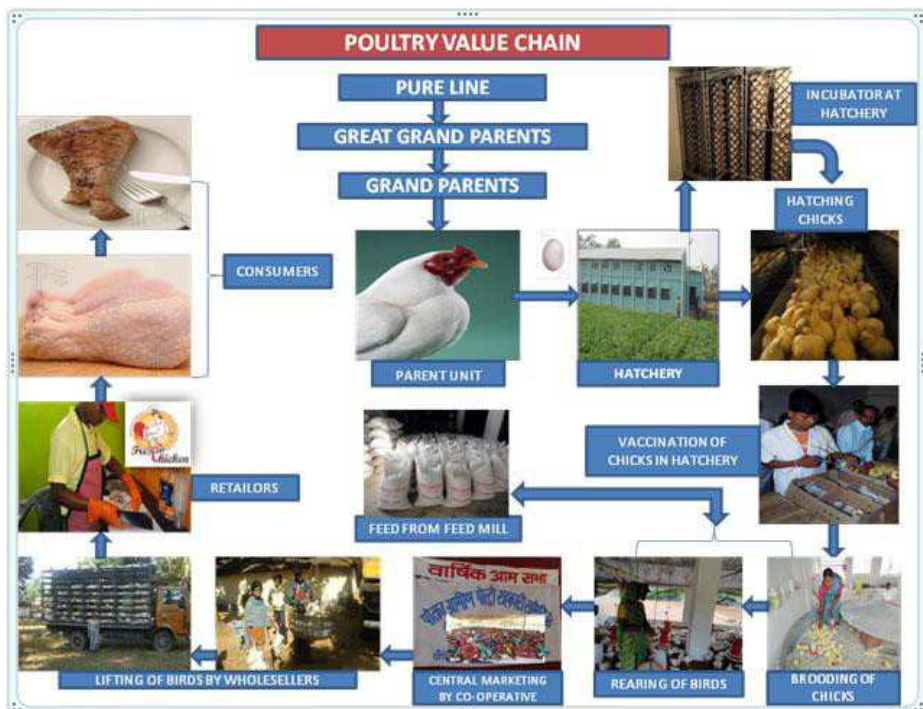 POULTRY VALUE CHAIN
PURE LINE
GREAT GRAND PARENTS
GRAND PARENTS
INCUBATOR AT
HATCHERY
HATCHING
CHICKS
CONSUMERS
PARENT UNIT
HATCHERY
VACCINATION OF
CHICKS IN HATCHERY
Chicken
RETAILORS
FEED FROM FEED MILL
वार्षिक आम सभा
LIFTING OF BIRDS BY WHOLESELLERS
CENTRAL MARKETING
BY CO-OPERATIVE
REARING OF BIRDS
BROODING OF
CHICKS